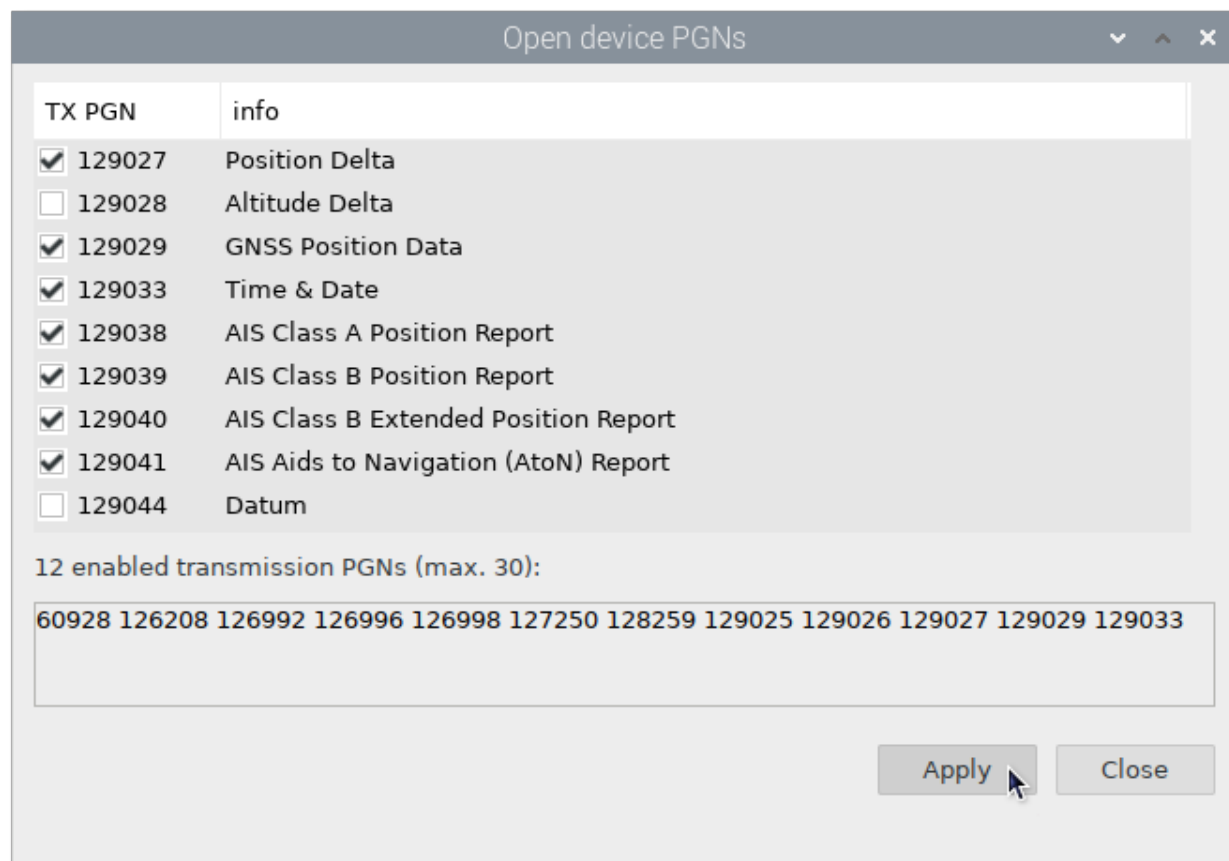 Open device PGNs
TX PGN info
129027 Position Delta
129028 Altitude Delta
129029 GNSS Position Data
129033 Time & Date
129038 AIS Class A Position Report
129039 AIS Class B Position Report
129040 AIS Class B Extended Position Report
129041 AIS Aids to Navigation (AtoN) Report
129044 Datum
12 enabled transmission PGNs (max. 30):
60928 126208 126992 126996 126998 127250 128259 129025 129026 129027 129029 129033
Apply Close